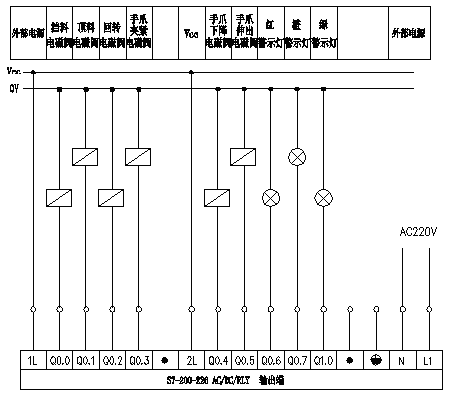 外部电源 挡料电磁阀 顶料电磁阀 回转电磁阀 手爪夹紧电磁阀 Vcc 手爪下降电磁阀 手爪伸出电磁阀 红警示灯 橙警示灯 绿警示灯 外部电源
Vcc
0V
AC220V
1L Q0.0 Q0.1 Q0.2 Q0.3 2L Q0.4 Q0.5 Q0.6 Q0.7 Q1.0 N L1
S7-200-226 AC/DC/RLY 输出端